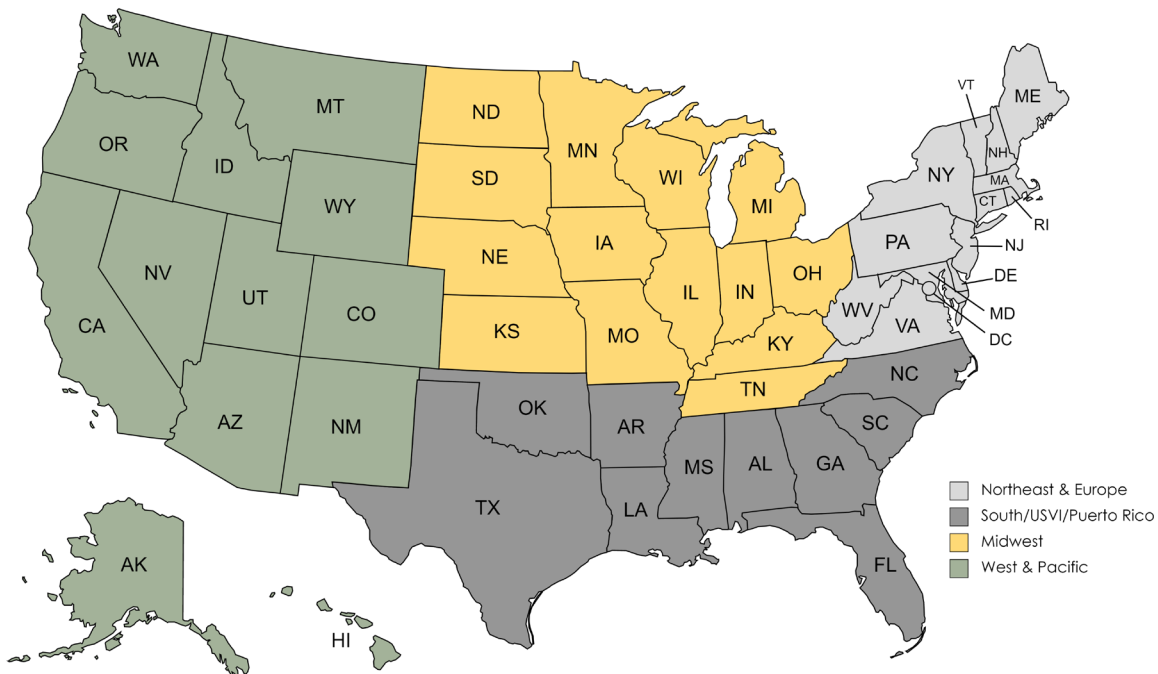 WA
MT
ND
MN
VT
ME
OR
ID
SD
WI
MI
NY
NH
MA
CT
RI
WY
NE
IA
PA
NJ
NV
UT
CO
IL
IN
OH
DE
MD
DC
CA
KS
MO
KY
WV
VA
AZ
NM
OK
AR
TN
NC
SC
TX
LA
MS
AL
GA
FL
AK
HI
Northeast & Europe
South/USVI/Puerto Rico
Midwest
West & Pacific